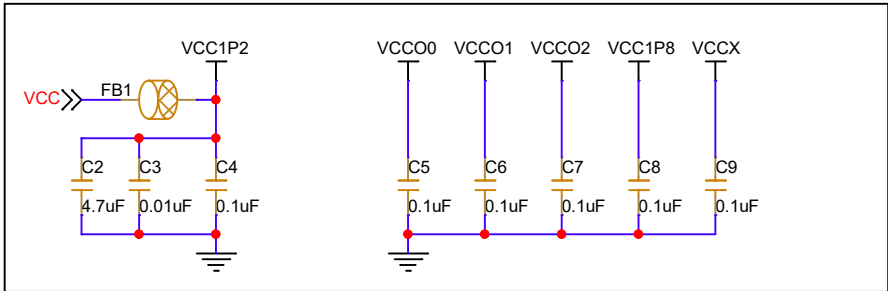 VCC1P2 VCCO0 VCCO1 VCCO2 VCC1P8 VCCX
VCC FB1
C2 C3 C4 C5 C6 C7 C8 C9
4.7uF 0.01uF 0.1uF 0.1uF 0.1uF 0.1uF 0.1uF 0.1uF